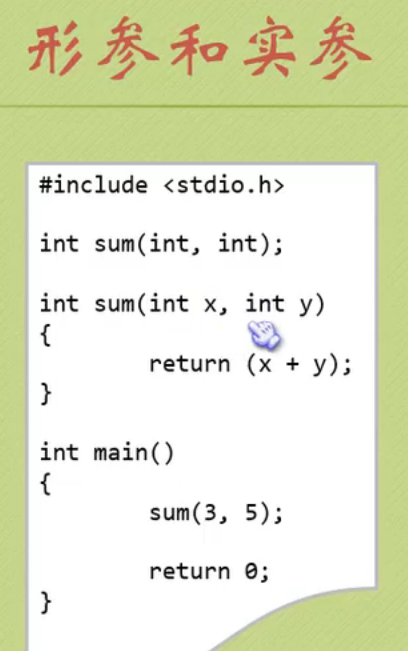 形参和实参
#include <stdio.h>
int sum(int, int);
int sum(int x, int y)
{
return (x + y);
}
int main()
{
sum(3, 5);
return 0;
}